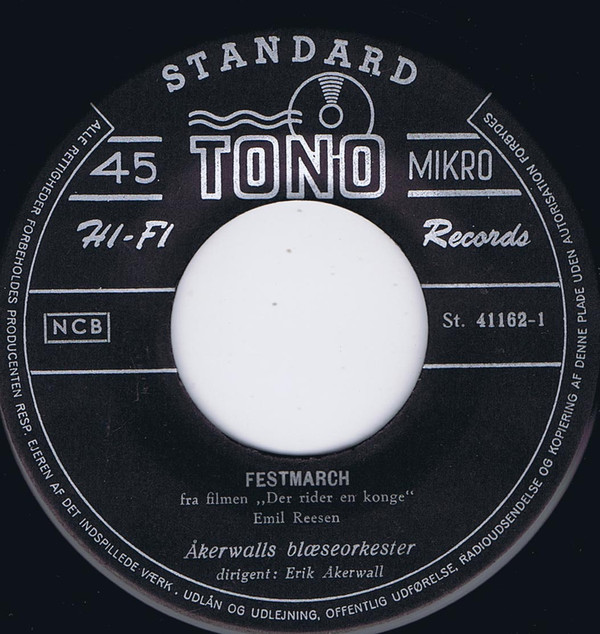 STANDARD
45 TONO MIKRO
HI-FI Records
NCB St. 41162-1
FESTMARCH
fra filmen „Der rider en konge“
Emil Reesen
Åkerwalls blæseorkester
dirigent: Erik Åkerwall
ALLE RETTIGHEDER FORBEHOLDES PRODUCENTEN RESP. EJEREN AF DET INDSPILLEDE VÆRK. UDLÅN OG UDLEJNING, OFFENTLIG UDFØRELSE, RADIOUDSENDELSE OG KOPIERING AF DENNE PLADE UDEN AUTORISATION FORBYDES